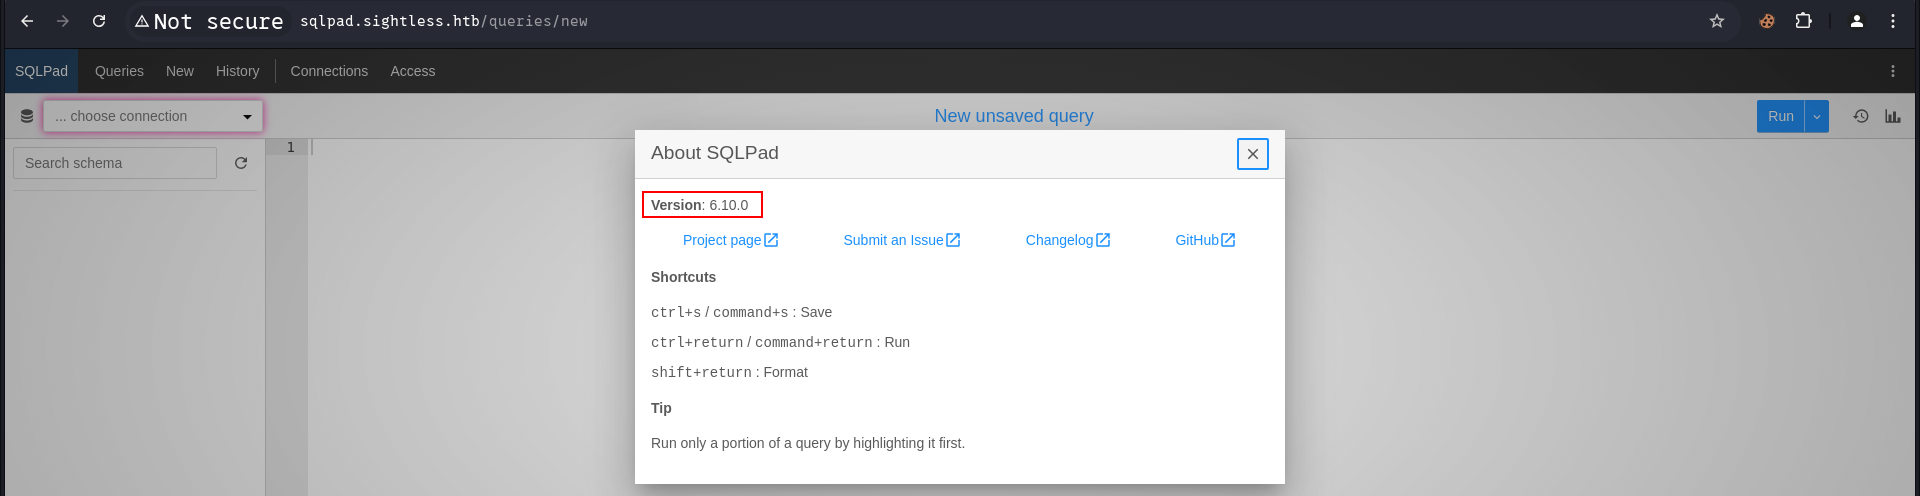 Not secure sqlpad.sightless.htb/queries/new
SQLPad Queries New History Connections Access
... choose connection New unsaved query Run
Search schema 1
About SQLPad
Version: 6.10.0
Project page Submit an Issue Changelog GitHub
Shortcuts
ctrl+s / command+s : Save
ctrl+return / command+return : Run
shift+return : Format
Tip
Run only a portion of a query by highlighting it first.